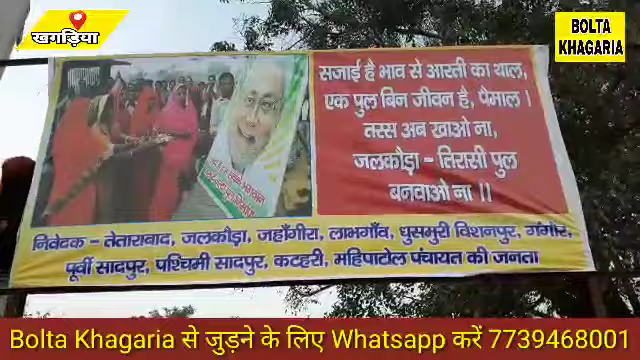 खगड़िया
BOLTA
KHAGARIA
सजाई है भाव से आरती का थाल,
एक पुल बिन जीवन है, पैमाल।
तरस अब खाओ ना,
जलकौड़ा - तिरासी पुल
बनवाओ ना ।।
निवेदक - तेताराबाद, जलकौड़ा, जहाँगीरा, लाभगाँव, धुसमुरी विशनपुर, गंगोर,
पूर्वी सादपुर, पश्चिमी सादपुर, कटहरी, महिपाटोल पंचायत की जनता
Bolta Khagaria से जुड़ने के लिए Whatsapp करें 7739468001